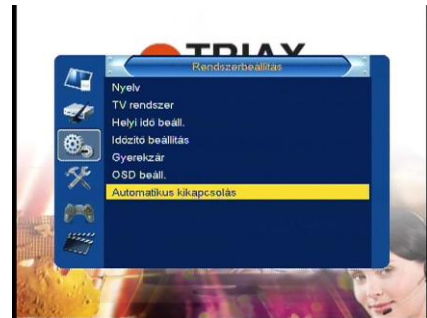 TRIAX
Rendszerbeállítás
Nyelv
TV rendszer
Helyi idő beáll.
Időzítő beállítás
Gyerekzár
OSD beáll.
Automatikus kikapcsolás